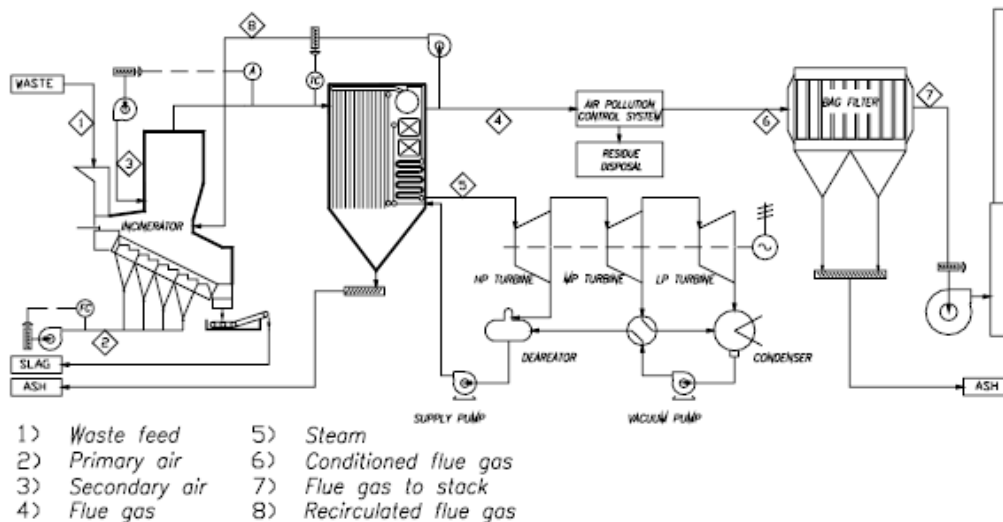 8
WASTE
A
TC
1
3
4
AIR POLLUTION
CONTROL SYSTEM
6
BAG FILTER
7
RESIDUE
DISPOSAL
5
INCINERATOR
HP TURBINE
MP TURBINE
LP TURBINE
FC
2
SLAG
ASH
DEAREATOR
CONDENSER
ASH
SUPPLY PUMP
VACUUM PUMP
1) Waste feed
2) Primary air
3) Secondary air
4) Flue gas
5) Steam
6) Conditioned flue gas
7) Flue gas to stack
8) Recirculated flue gas